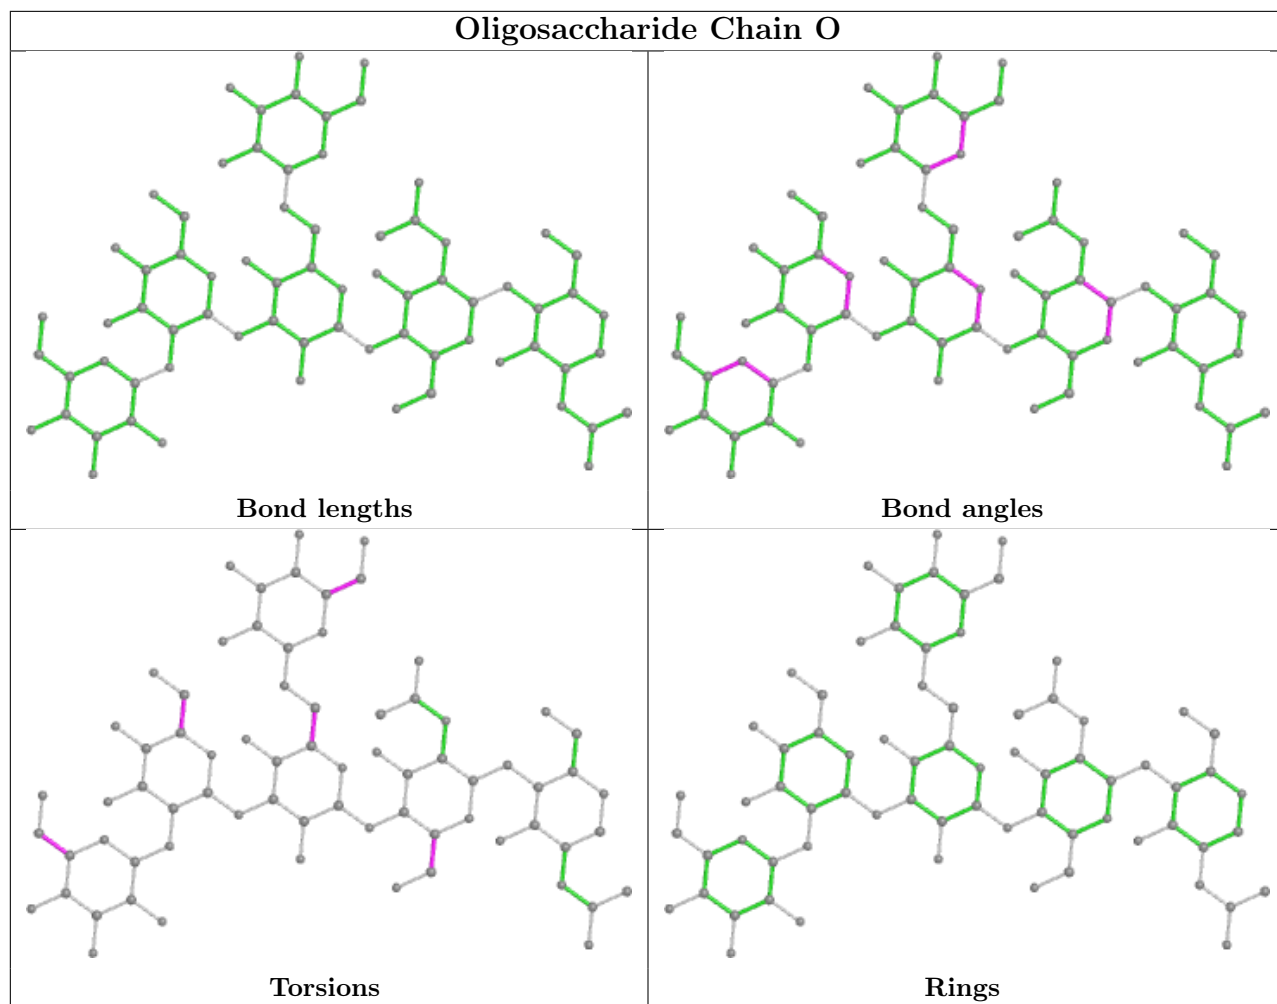 Oligosaccharide Chain O
Bond lengths
Bond angles
Torsions
Rings